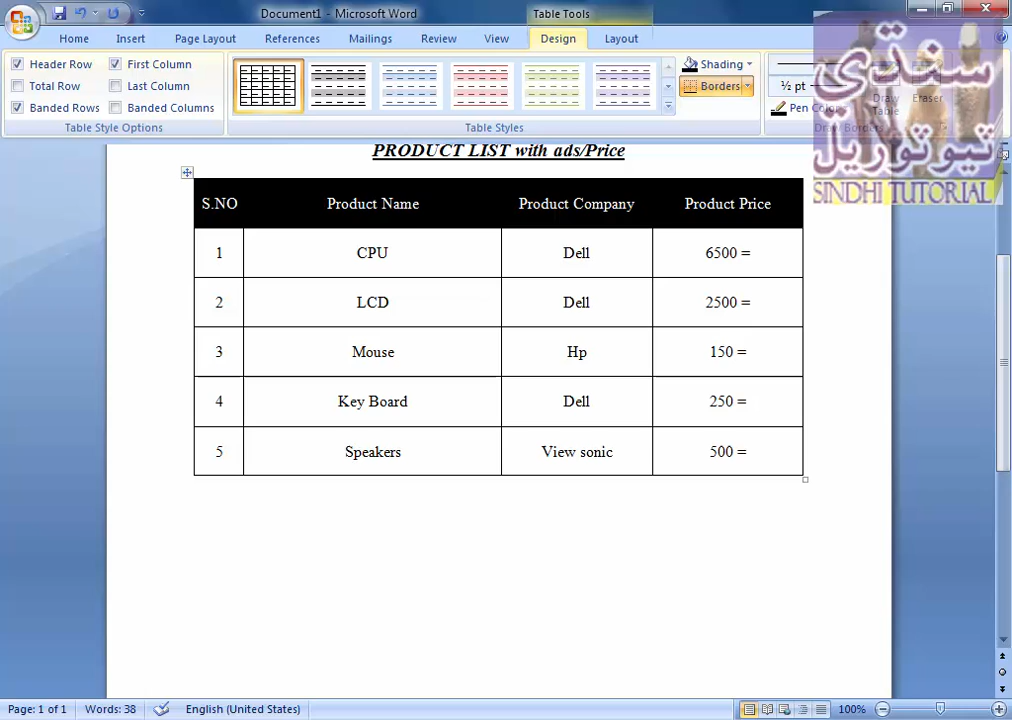 Document1 - Microsoft Word
Table Tools
Home Insert Page Layout References Mailings Review View Design Layout
Header Row First Column
Total Row Last Column
Banded Rows Banded Columns
Table Style Options
Table Styles
Shading
Borders
½ pt
Pen Color
Draw Table
Eraser
Draw Borders
سنڌي
ٽيوٽوريل
SINDHI TUTORIAL
PRODUCT LIST with ads/Price
S.NO Product Name Product Company Product Price
1 CPU Dell 6500 =
2 LCD Dell 2500 =
3 Mouse Hp 150 =
4 Key Board Dell 250 =
5 Speakers View sonic 500 =
Page: 1 of 1 Words: 38 English (United States) 100%